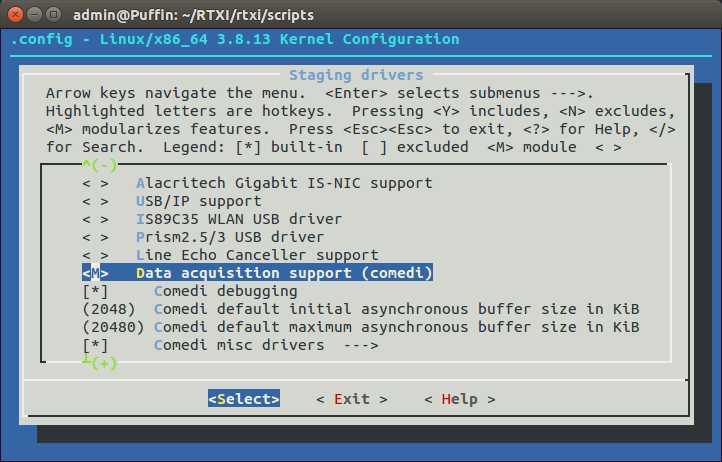 admin@Puffin: ~/RTXI/rtxi/scripts
.config - Linux/x86_64 3.8.13 Kernel Configuration
Staging drivers
Arrow keys navigate the menu.  <Enter> selects submenus --->.
Highlighted letters are hotkeys.  Pressing <Y> includes, <N> excludes,
<M> modularizes features.  Press <Esc><Esc> to exit, <?> for Help, </>
for Search.  Legend: [*] built-in  [ ] excluded  <M> module  < >
^(-)
< >   Alacritech Gigabit IS-NIC support
< >   USB/IP support
< >   IS89C35 WLAN USB driver
< >   Prism2.5/3 USB driver
< >   Line Echo Canceller support
<M>   Data acquisition support (comedi)
[*]     Comedi debugging
(2048)  Comedi default initial asynchronous buffer size in KiB
(20480) Comedi default maximum asynchronous buffer size in KiB
[*]     Comedi misc drivers  --->
┴(+)
<Select>    < Exit >    < Help >